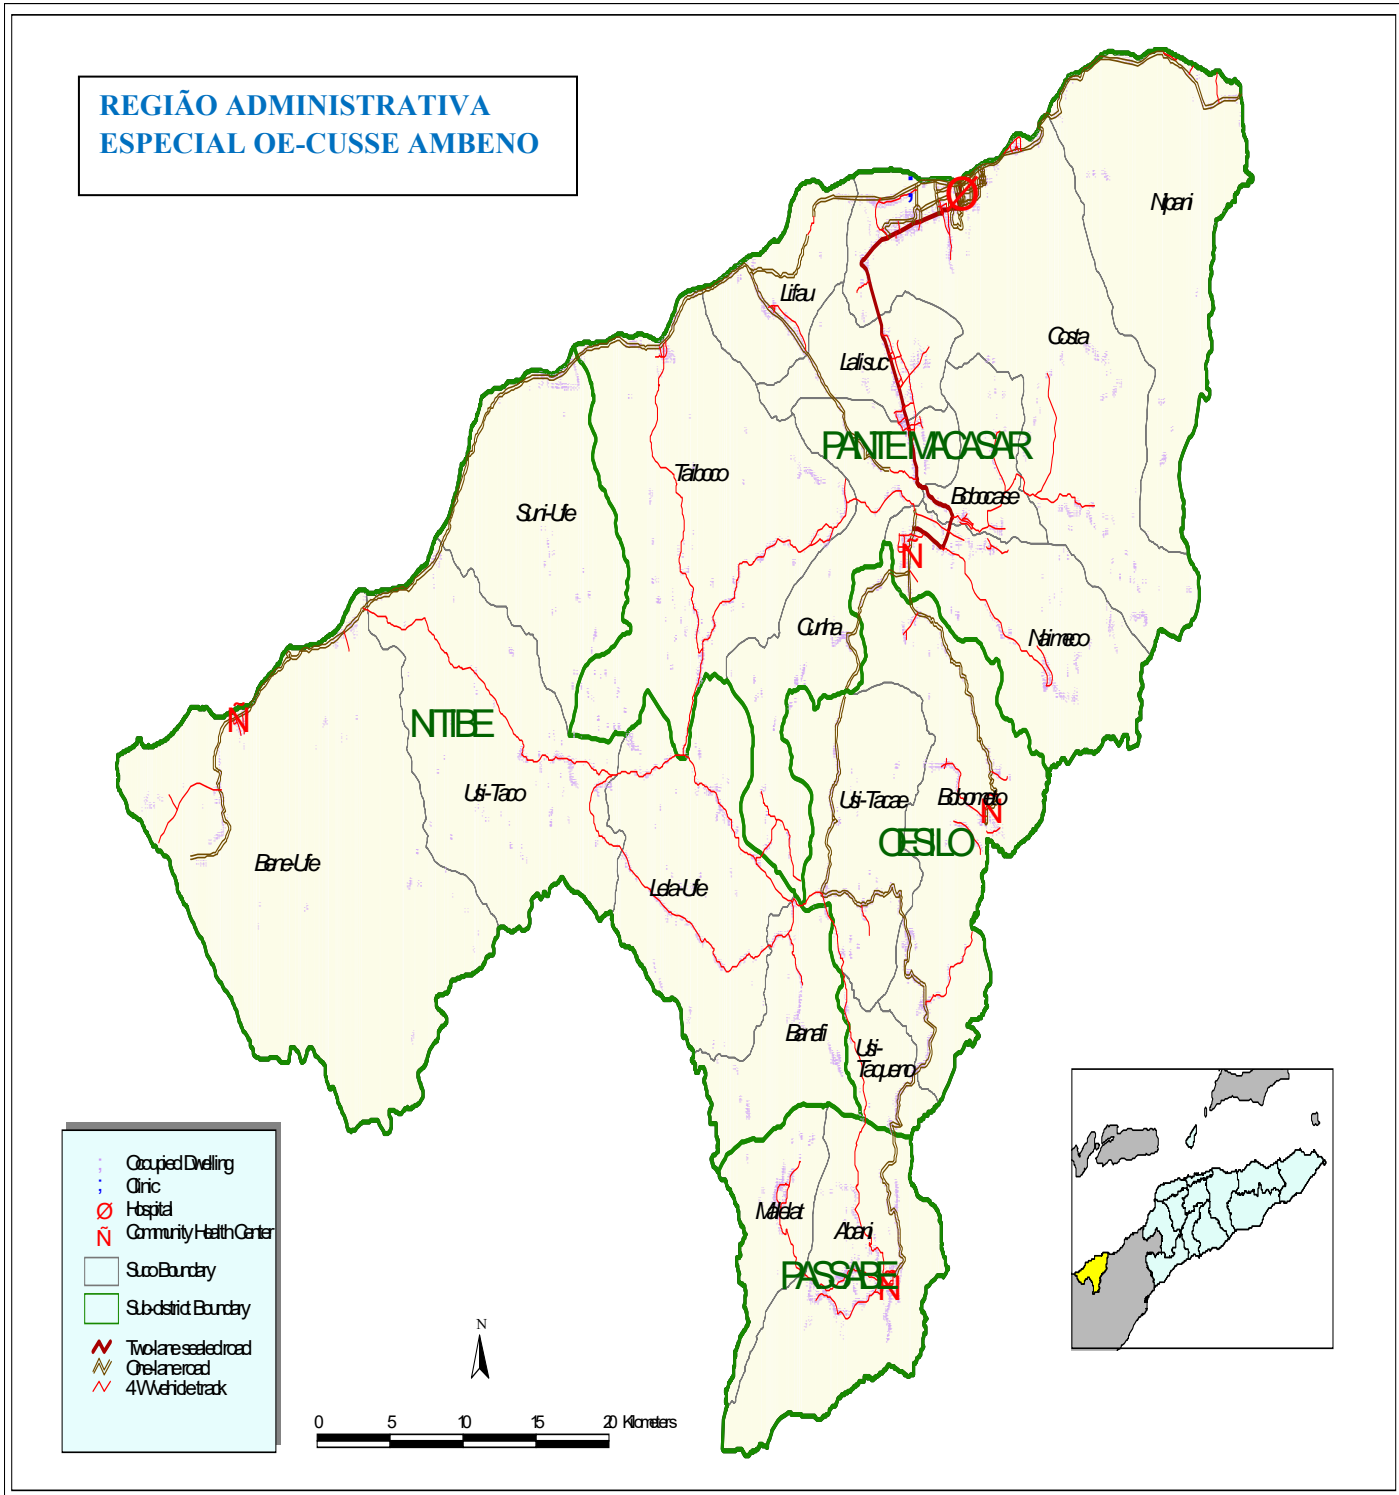 REGIÃO ADMINISTRATIVA
ESPECIAL OE-CUSSE AMBENO
Nipani
Lifau
Costa
Lalisuc
PANTE MACASAR
Taiboco
Bobocase
Suni-Ufe
Ñ
Cunha
Naimeco
Ñ
NITIBE
Usi-Taco
Usi-Tacae
Bobometo
Ñ
OESILO
Bene-Ufe
Lela-Ufe
Banafi
Usi-
Taqueno
Malelat
Abani
PASSABE
Ñ
Occupied Dwelling
Clinic
Hospital
Ñ Community Health Center
Suco Boundary
Sub-district Boundary
Two-lane sealed road
One-lane road
4WVehicle track
N
0 5 10 15 20 Kilometers